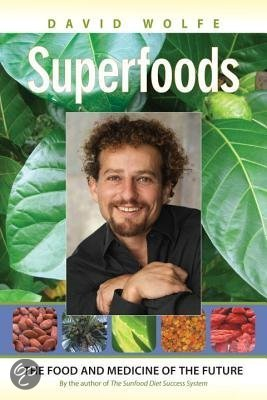 DAVID WOLFE
Superfoods
THE FOOD AND MEDICINE OF THE FUTURE
By the author of The Sunfood Diet Success System